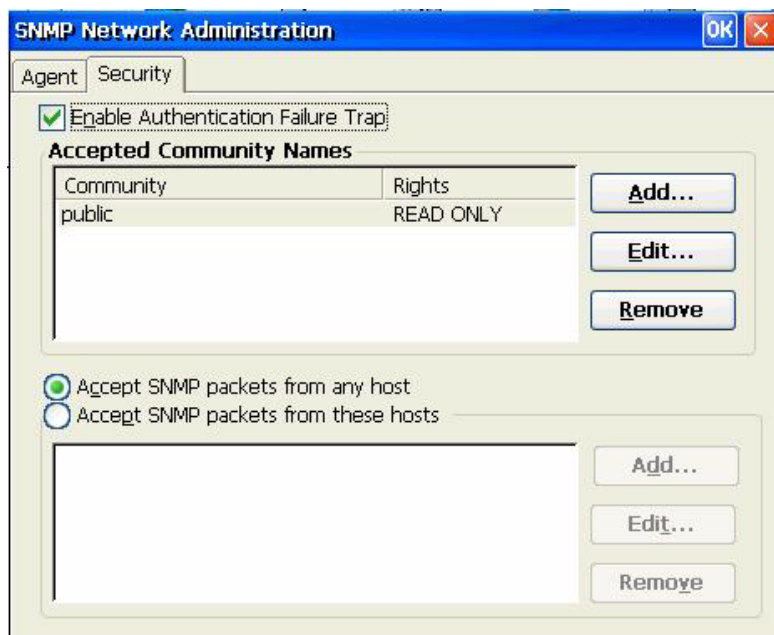 SNMP Network Administration OK
Agent Security
Enable Authentication Failure Trap
Accepted Community Names
Community Rights
public READ ONLY
Add...
Edit...
Remove
Accept SNMP packets from any host
Accept SNMP packets from these hosts
Add...
Edit...
Remove